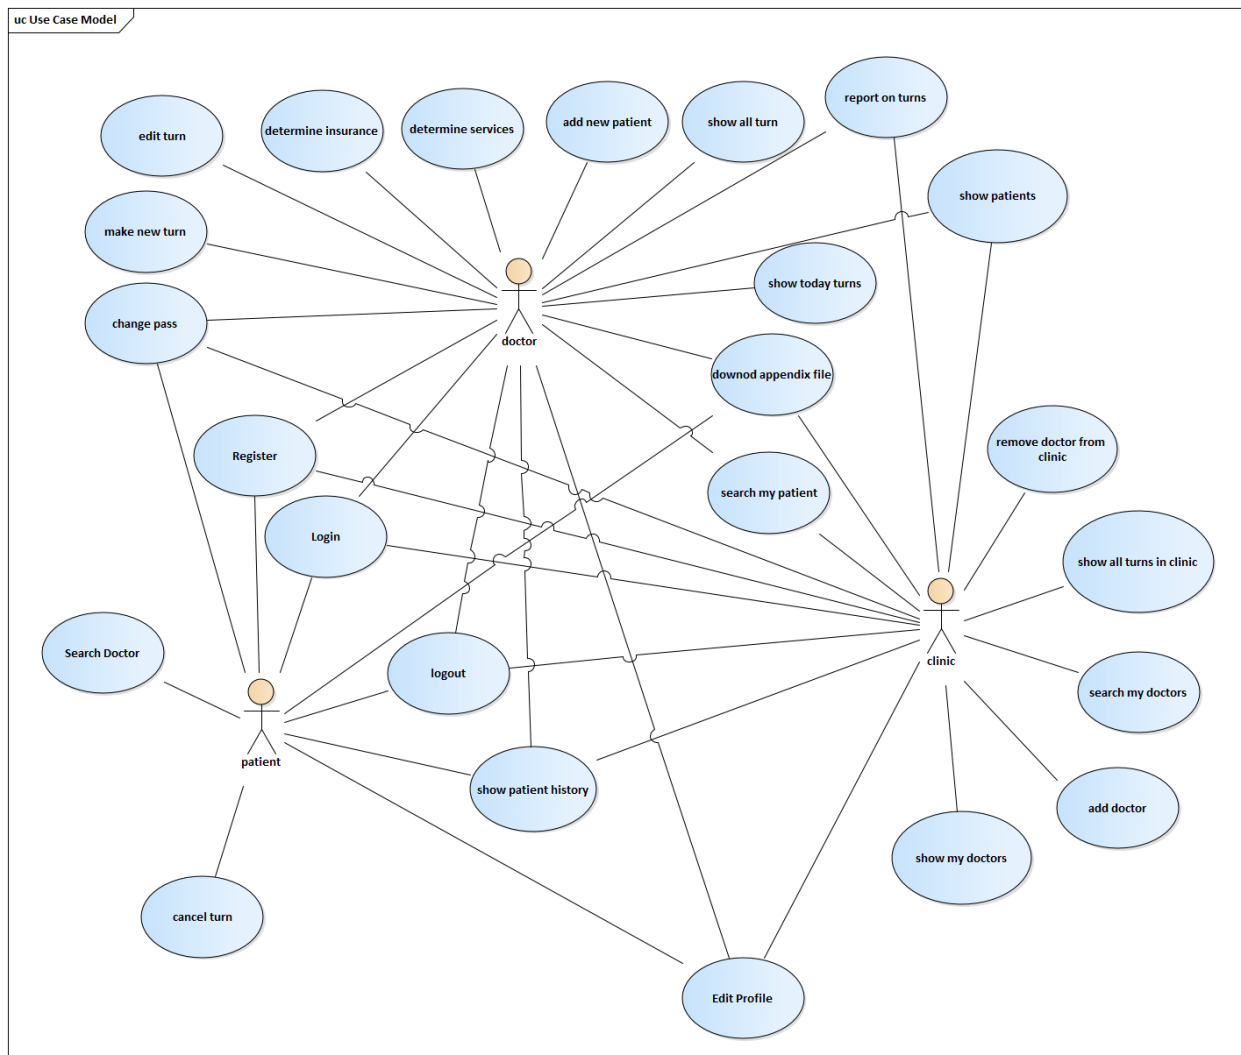 uc Use Case Model
report on turns
edit turn
determine insurance
determine services
add new patient
show all turn
show patients
make new turn
show today turns
change pass
doctor
downod appendix file
remove doctor from
clinic
Register
search my patient
Login
show all turns in clinic
Search Doctor
logout
clinic
search my doctors
patient
show patient history
add doctor
show my doctors
cancel turn
Edit Profile